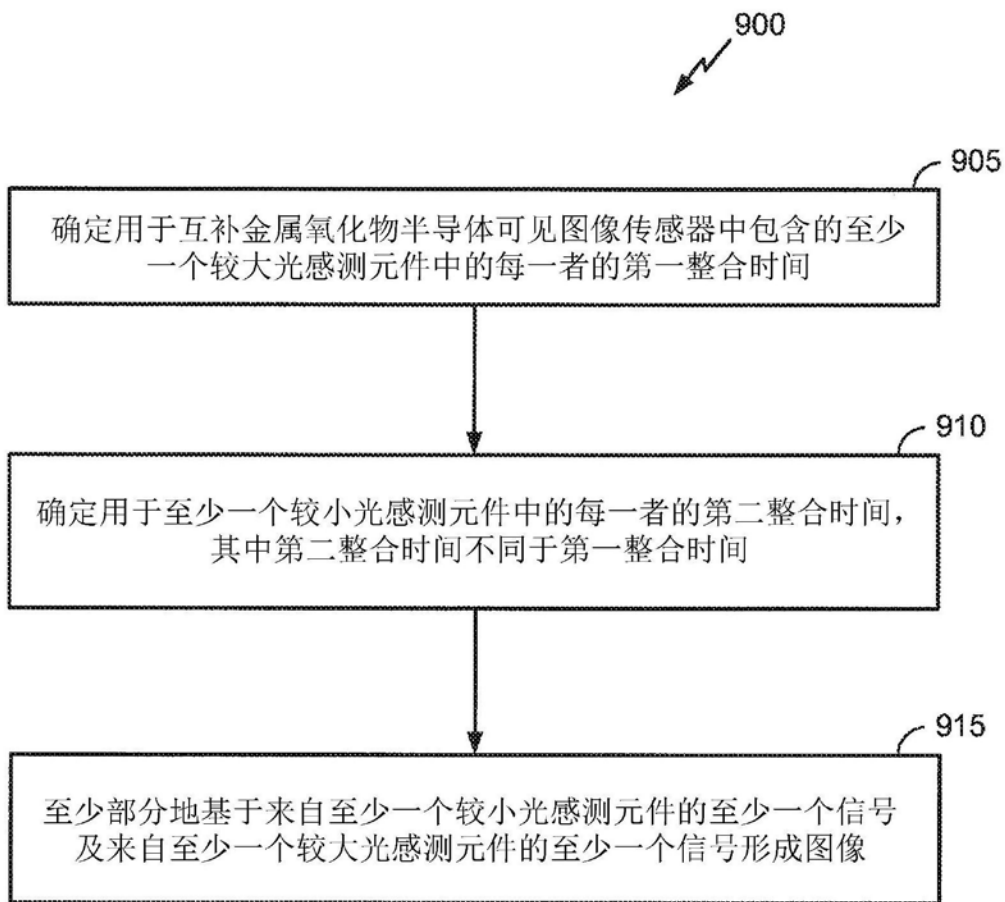 900
905
确定用于互补金属氧化物半导体可见图像传感器中包含的至少
一个较大光感测元件中的每一者的第一整合时间
910
确定用于至少一个较小光感测元件中的每一者的第二整合时间，
其中第二整合时间不同于第一整合时间
915
至少部分地基于来自至少一个较小光感测元件的至少一个信号
及来自至少一个较大光感测元件的至少一个信号形成图像